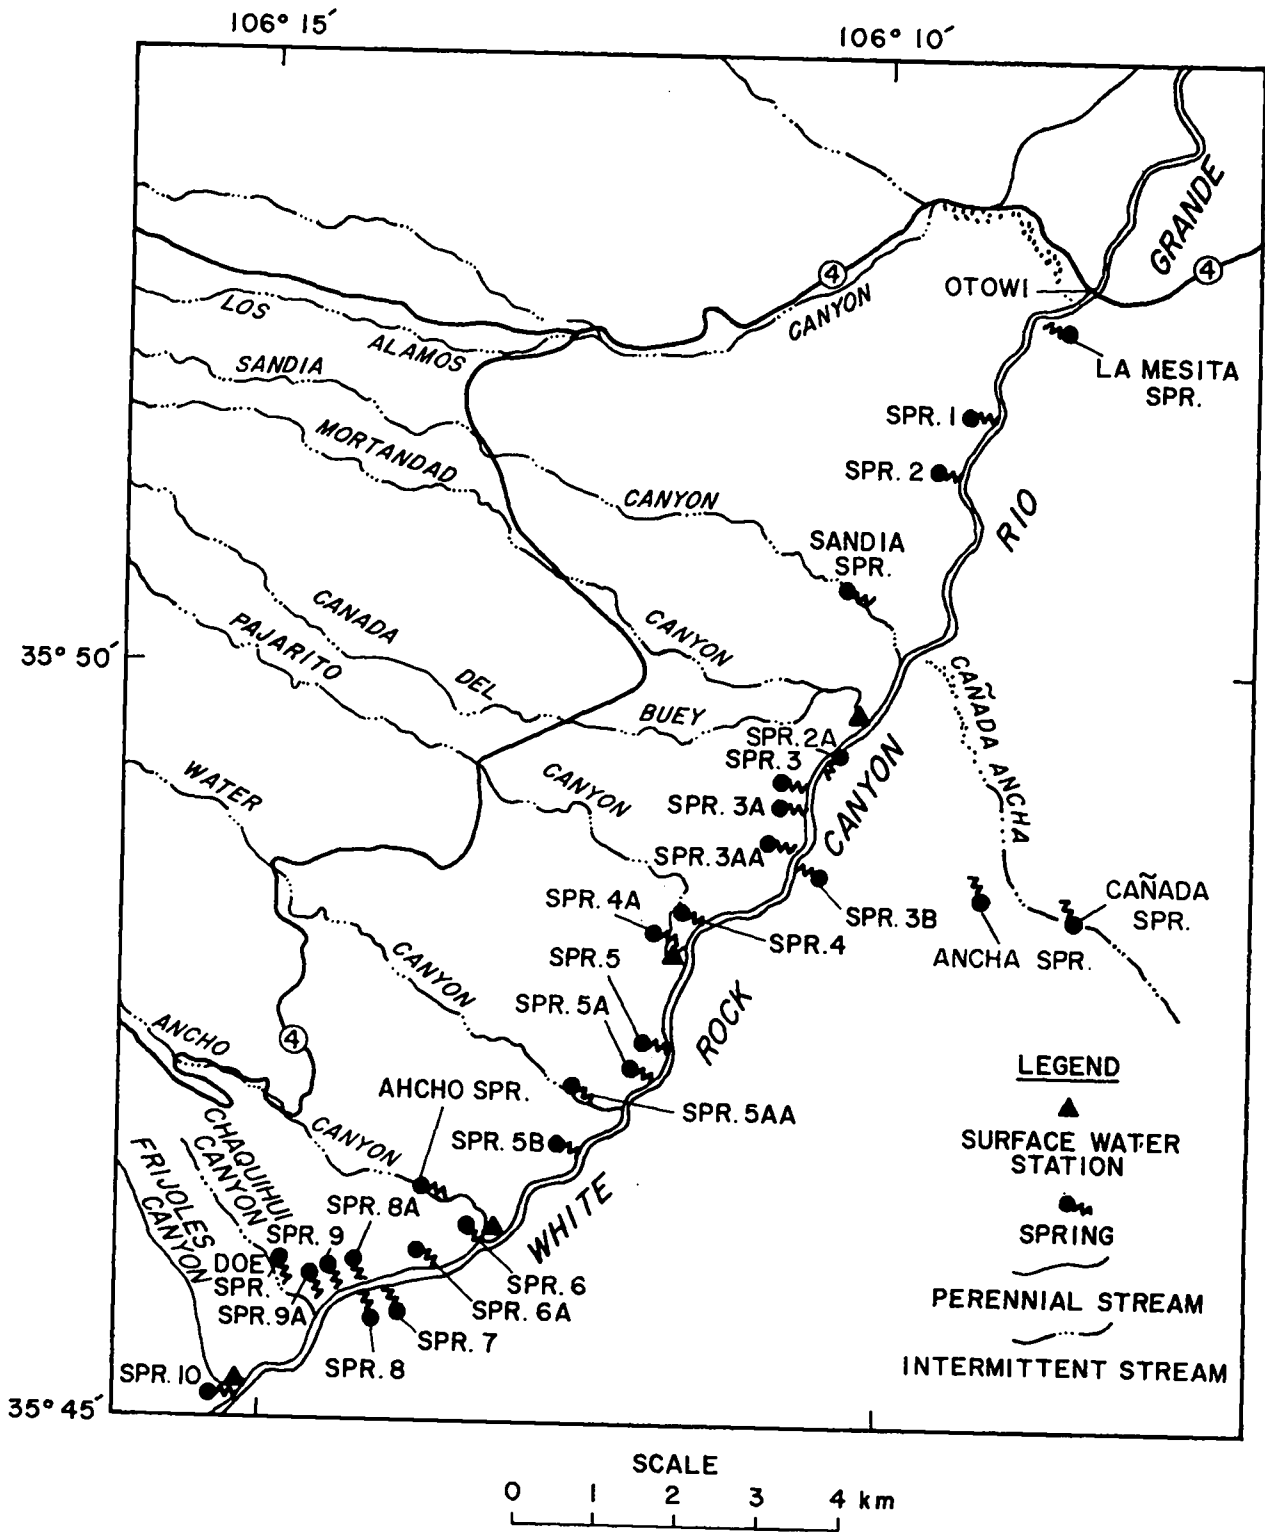 106° 15′
106° 10′
GRANDE
4
4
OTOWI
LOS
ALAMOS
CANYON
LA MESITA
SPR.
SANDIA
SPR. 1
MORTANDAD
SPR. 2
CANYON
RIO
SANDIA
SPR.
CANADA
PAJARITO
CANYON
35° 50′
DEL
BUEY
CAÑADA ANCHA
SPR. 2A
SPR. 3
WATER
CANYON
SPR. 3A
CANYON
SPR. 3AA
SPR. 4A
SPR. 3B
CAÑADA
SPR.
SPR. 4
ANCHA SPR.
CANYON
SPR. 5
SPR. 5A
ROCK
ANCHO
4
LEGEND
AHCHO SPR.
SPR. 5AA
CANYON
SPR. 5B
SURFACE WATER
STATION
CHAQUIHUI
CANYON
FRIJOLES
CANYON
SPR. 8A
WHITE
SPR. 9
DOE
SPR.
SPRING
SPR. 9A
SPR. 6
SPR. 6A
PERENNIAL STREAM
SPR. 7
SPR. 8
INTERMITTENT STREAM
SPR. 10
35° 45′
SCALE
0 1 2 3 4 km